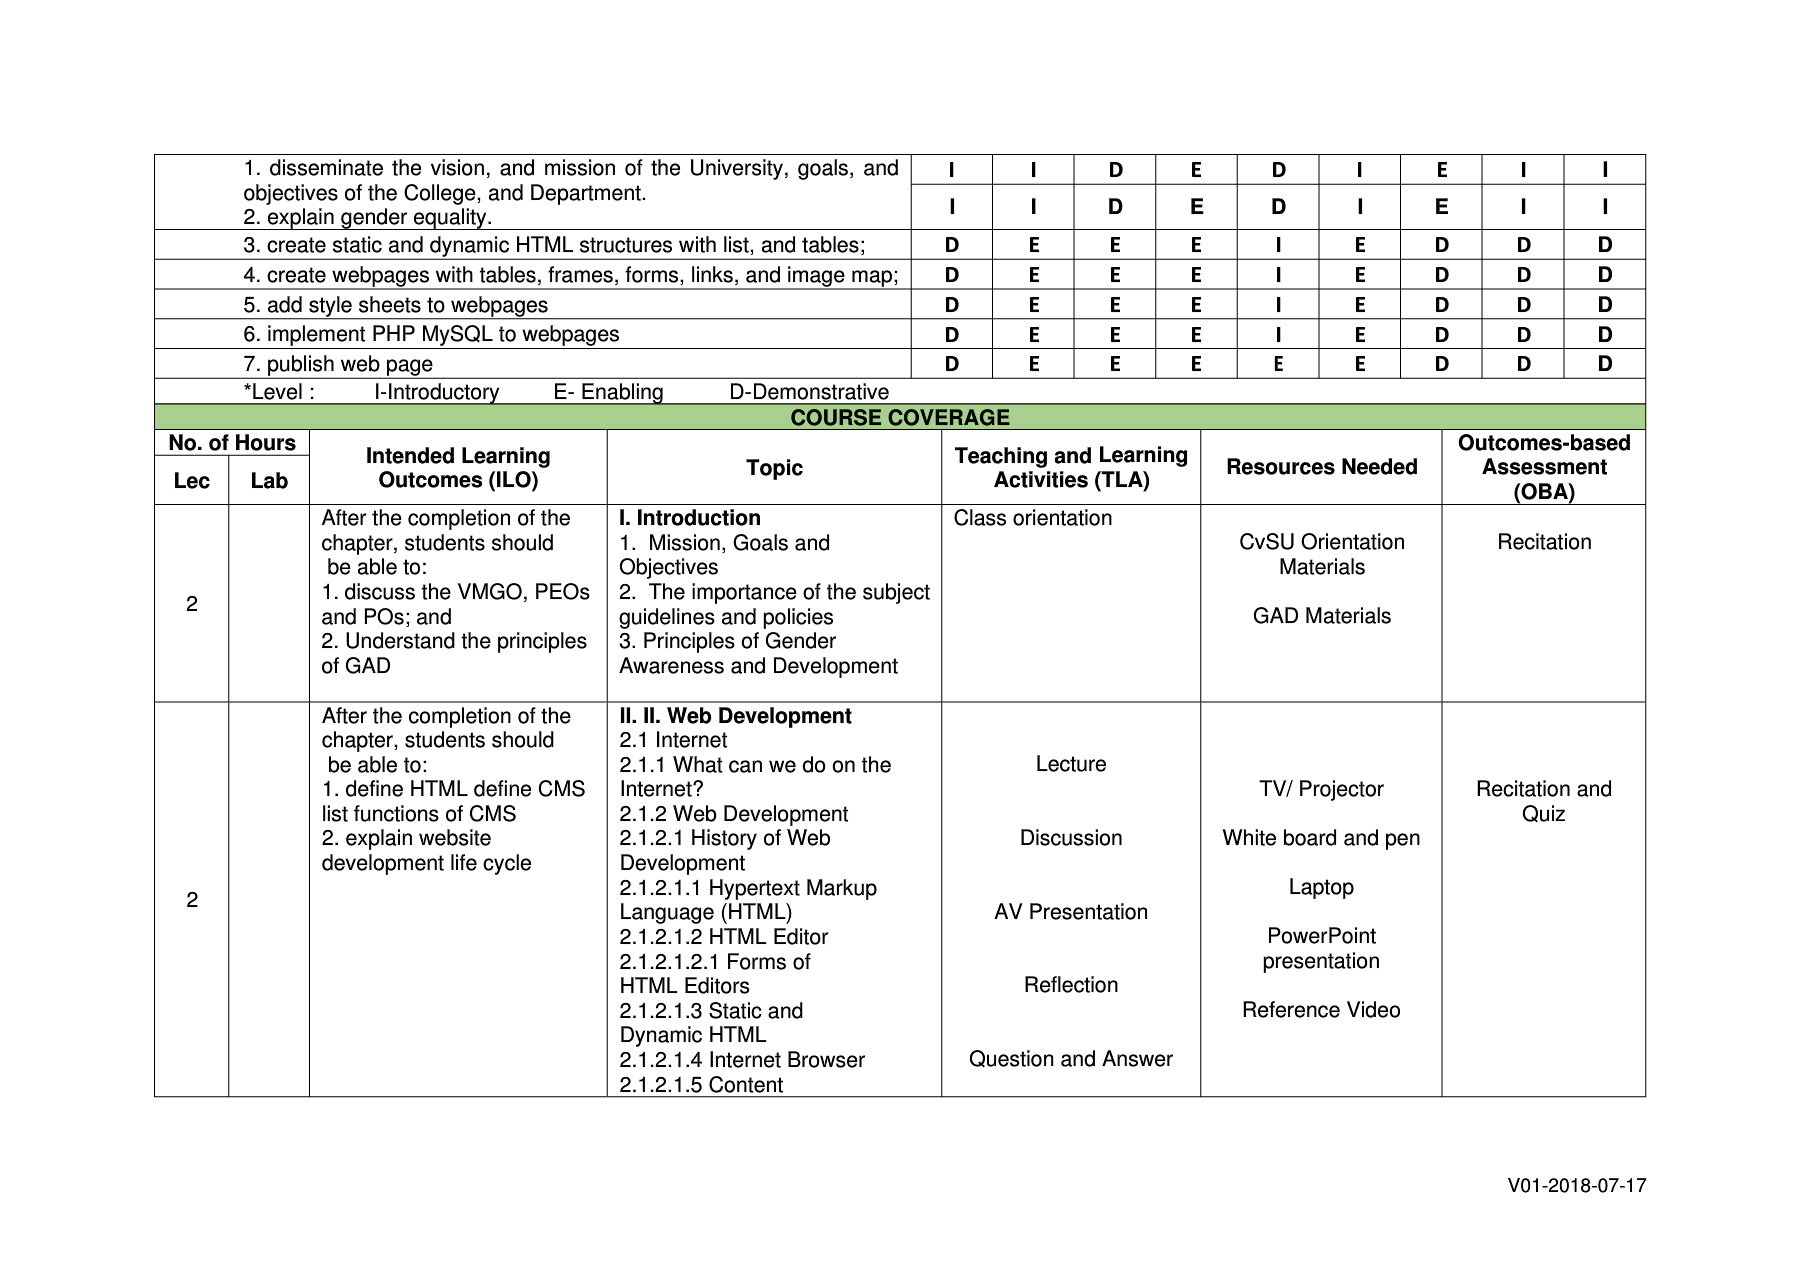 1. disseminate the vision, and mission of the University, goals, and
objectives of the College, and Department.
I I D E D I E I I
2. explain gender equality.
I I D E D I E I I
3. create static and dynamic HTML structures with list, and tables; D E E E I E D D D
4. create webpages with tables, frames, forms, links, and image map; D E E E I E D D D
5. add style sheets to webpages D E E E I E D D D
6. implement PHP MySQL to webpages D E E E I E D D D
7. publish web page D E E E E E D D D
*Level : I-Introductory E- Enabling D-Demonstrative
COURSE COVERAGE
No. of Hours
Lec
Lab
Intended Learning
Outcomes (ILO)
Topic
Teaching and Learning
Activities (TLA)
Resources Needed
Outcomes-based
Assessment
(OBA)
2
After the completion of the
chapter, students should
be able to:
1. discuss the VMGO, PEOs
and POs; and
2. Understand the principles
of GAD
I. Introduction
1. Mission, Goals and
Objectives
2. The importance of the subject
guidelines and policies
3. Principles of Gender
Awareness and Development
Class orientation
CvSU Orientation
Materials
GAD Materials
Recitation
2
After the completion of the
chapter, students should
be able to:
1. define HTML define CMS
list functions of CMS
2. explain website
development life cycle
II. II. Web Development
2.1 Internet
2.1.1 What can we do on the
Internet?
2.1.2 Web Development
2.1.2.1 History of Web
Development
2.1.2.1.1 Hypertext Markup
Language (HTML)
2.1.2.1.2 HTML Editor
2.1.2.1.2.1 Forms of
HTML Editors
2.1.2.1.3 Static and
Dynamic HTML
2.1.2.1.4 Internet Browser
2.1.2.1.5 Content
Lecture
Discussion
AV Presentation
Reflection
Question and Answer
TV/ Projector
White board and pen
Laptop
PowerPoint
presentation
Reference Video
Recitation and
Quiz
V01-2018-07-17